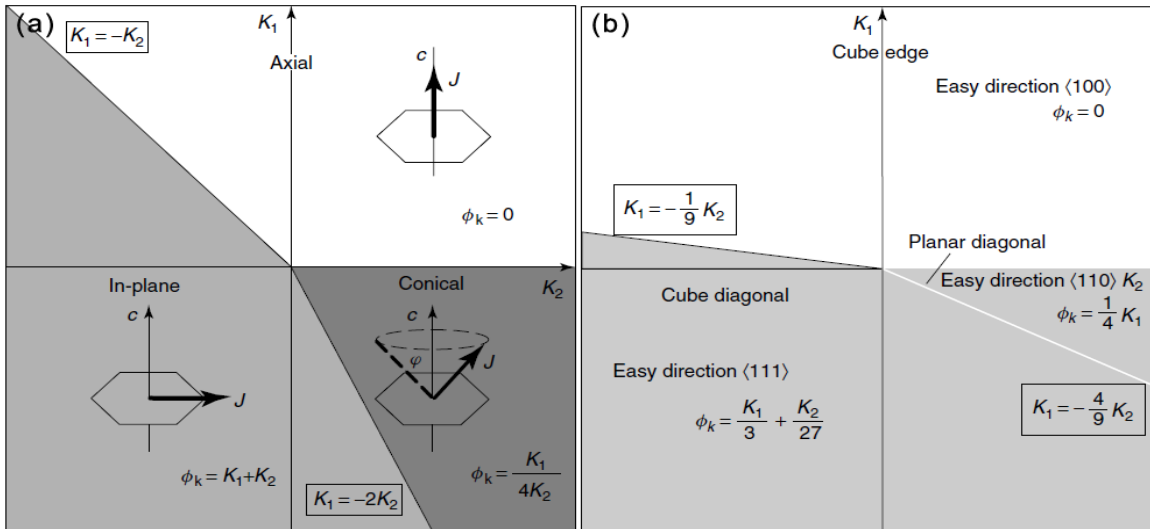 (a)
K₁ = −K₂
K₁
Axial
c
J
ϕₖ = 0
In-plane
c
J
ϕₖ = K₁+K₂
K₁ = −2K₂
Conical
K₂
c
φ
J
ϕₖ = K₁ / 4K₂
(b)
K₁
Cube edge
Easy direction ⟨100⟩
ϕₖ = 0
K₁ = − 1/9 K₂
Planar diagonal
Easy direction ⟨110⟩ K₂
ϕₖ = 1/4 K₁
Cube diagonal
Easy direction ⟨111⟩
ϕₖ = K₁/3 + K₂/27
K₁ = − 4/9 K₂